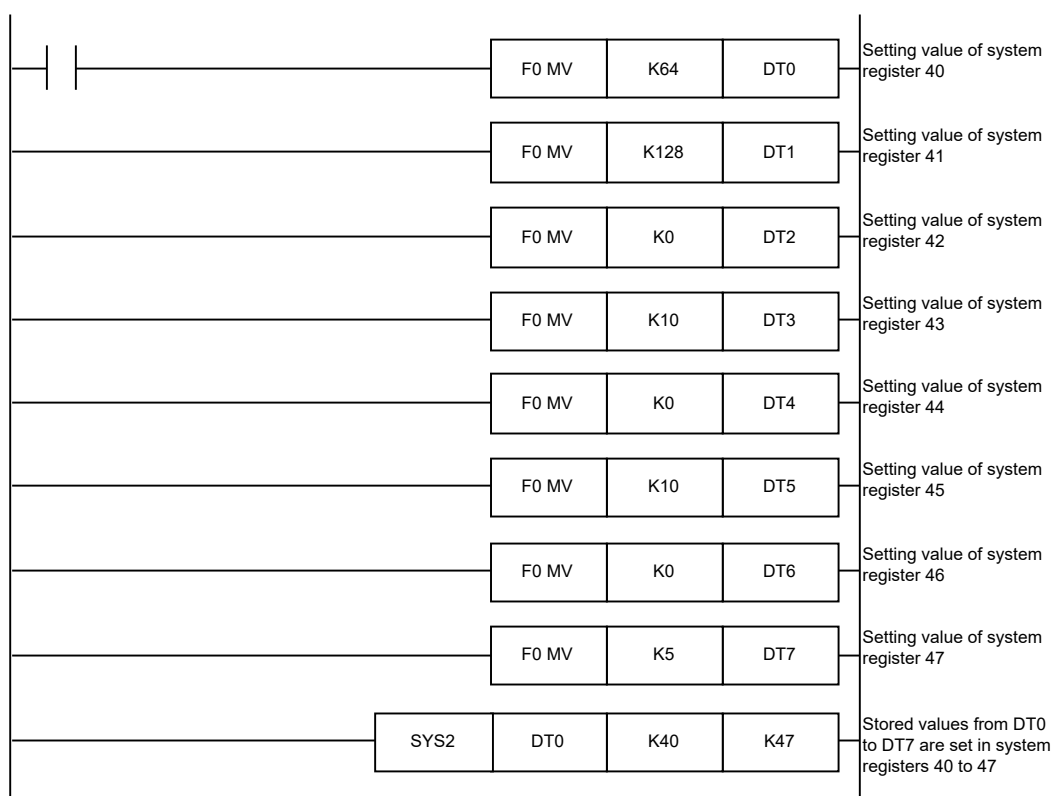 F0 MV K64 DT0 Setting value of system
register 40
F0 MV K128 DT1 Setting value of system
register 41
F0 MV K0 DT2 Setting value of system
register 42
F0 MV K10 DT3 Setting value of system
register 43
F0 MV K0 DT4 Setting value of system
register 44
F0 MV K10 DT5 Setting value of system
register 45
F0 MV K0 DT6 Setting value of system
register 46
F0 MV K5 DT7 Setting value of system
register 47
SYS2 DT0 K40 K47 Stored values from DT0
to DT7 are set in system
registers 40 to 47